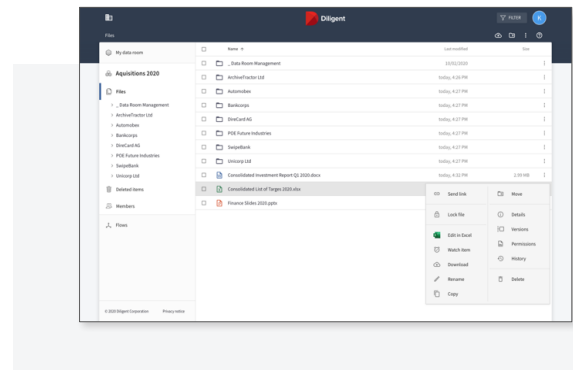 Diligent
FILTER
K
Files
My data room
Aquisitions 2020
Files
_ Data Room Management
ArchiveTractor Ltd
Automobex
Bankcorps
DireCard AG
POE Future Industries
SwipeBank
Unicorp Ltd
Deleted items
Members
Flows
© 2020 Diligent Corporation Privacy notice
Name Last modified Size
_ Data Room Management 10/02/2020
ArchiveTractor Ltd today, 4:26 PM
Automobex today, 4:27 PM
Bankcorps today, 4:27 PM
DireCard AG today, 4:27 PM
POE Future Industries today, 4:27 PM
SwipeBank today, 4:27 PM
Unicorp Ltd today, 4:27 PM
Consolidated Investment Report Q1 2020.docx today, 4:31 PM 2.99 MB
Consolidated List of Targes 2020.xlsx
Finance Slides 2020.pptx
Send link Move
Lock file Details
Versions
Edit in Excel
Permissions
Watch item
History
Download
Rename Delete
Copy